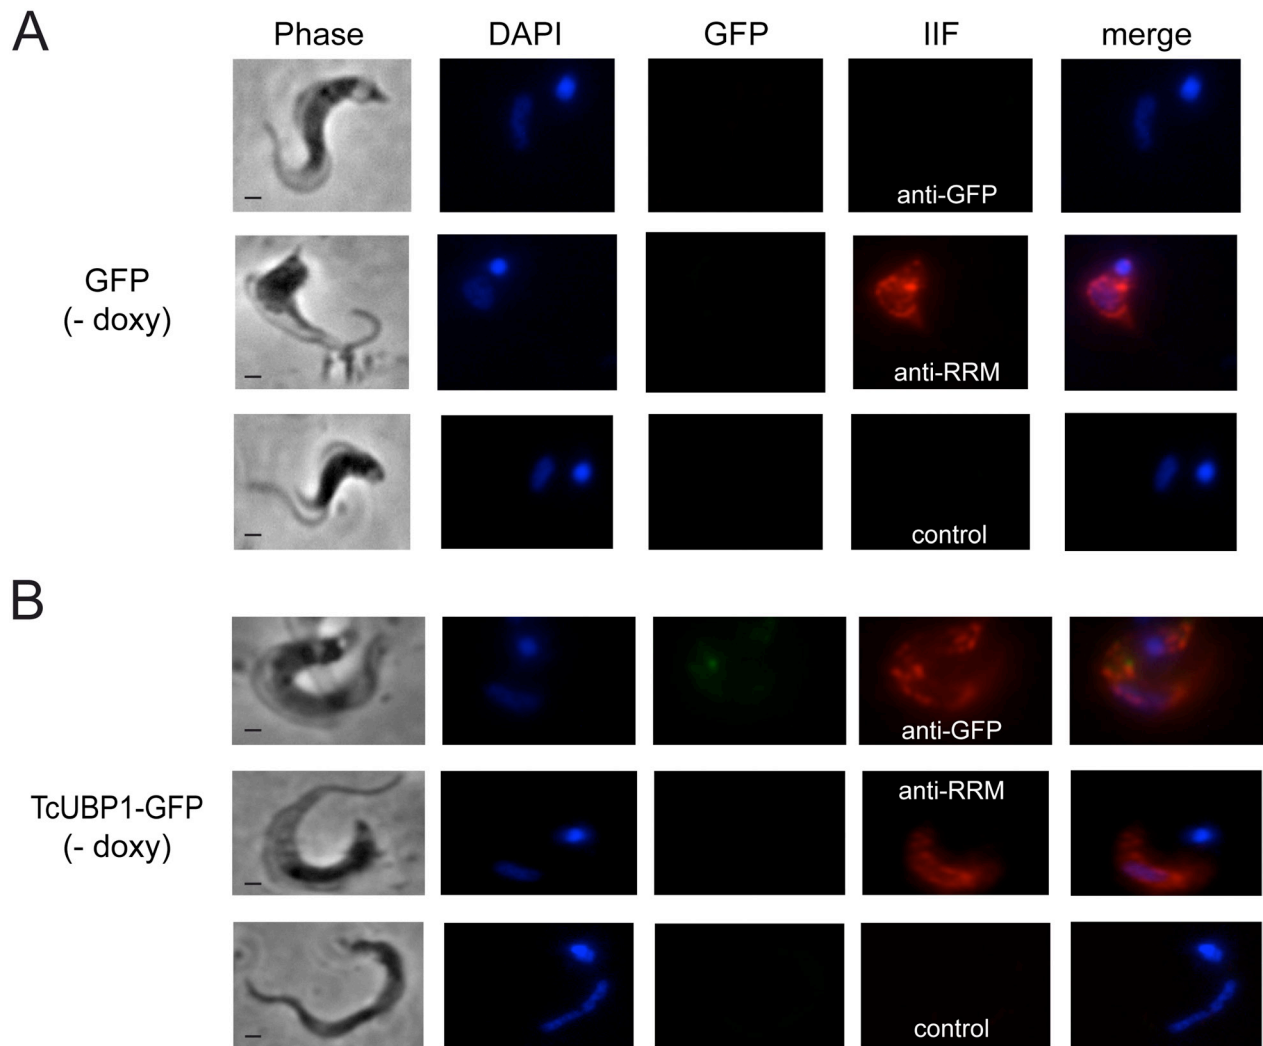 A
Phase DAPI GFP IIF merge
anti-GFP
GFP
(- doxy)
anti-RRM
control
B
anti-GFP
TcUBP1-GFP
(- doxy)
anti-RRM
control